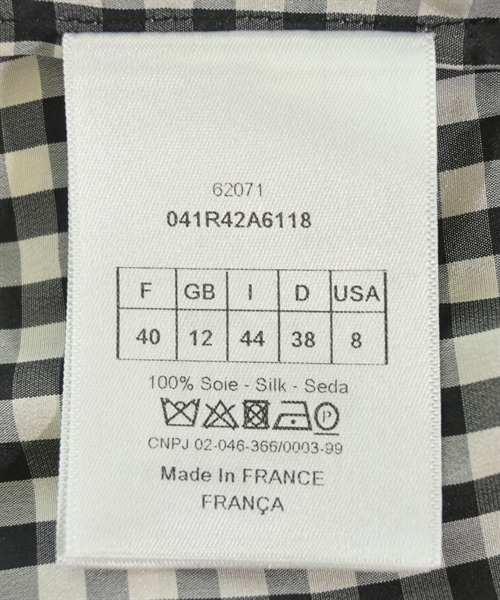 62071
041R42A6118
F GB I D USA
40 12 44 38 8
100% Soie - Silk - Seda
P
CNPJ 02-046-366/0003-99
Made In FRANCE
FRANÇA